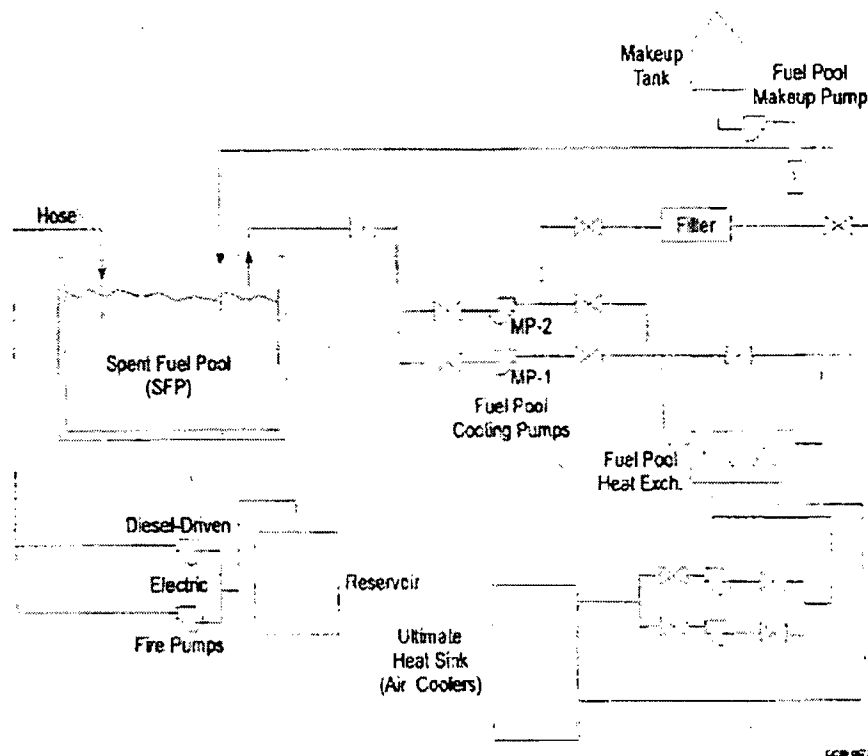 Makeup
Tank
Fuel Pool
Makeup Pump
Hose
Filter
MP-2
Spent Fuel Pool
(SFP)
MP-1
Fuel Pool
Cooling Pumps
Fuel Pool
Heat Exch.
Diesel-Driven
Electric
Reservoir
Fire Pumps
Ultimate
Heat Sink
(Air Coolers)